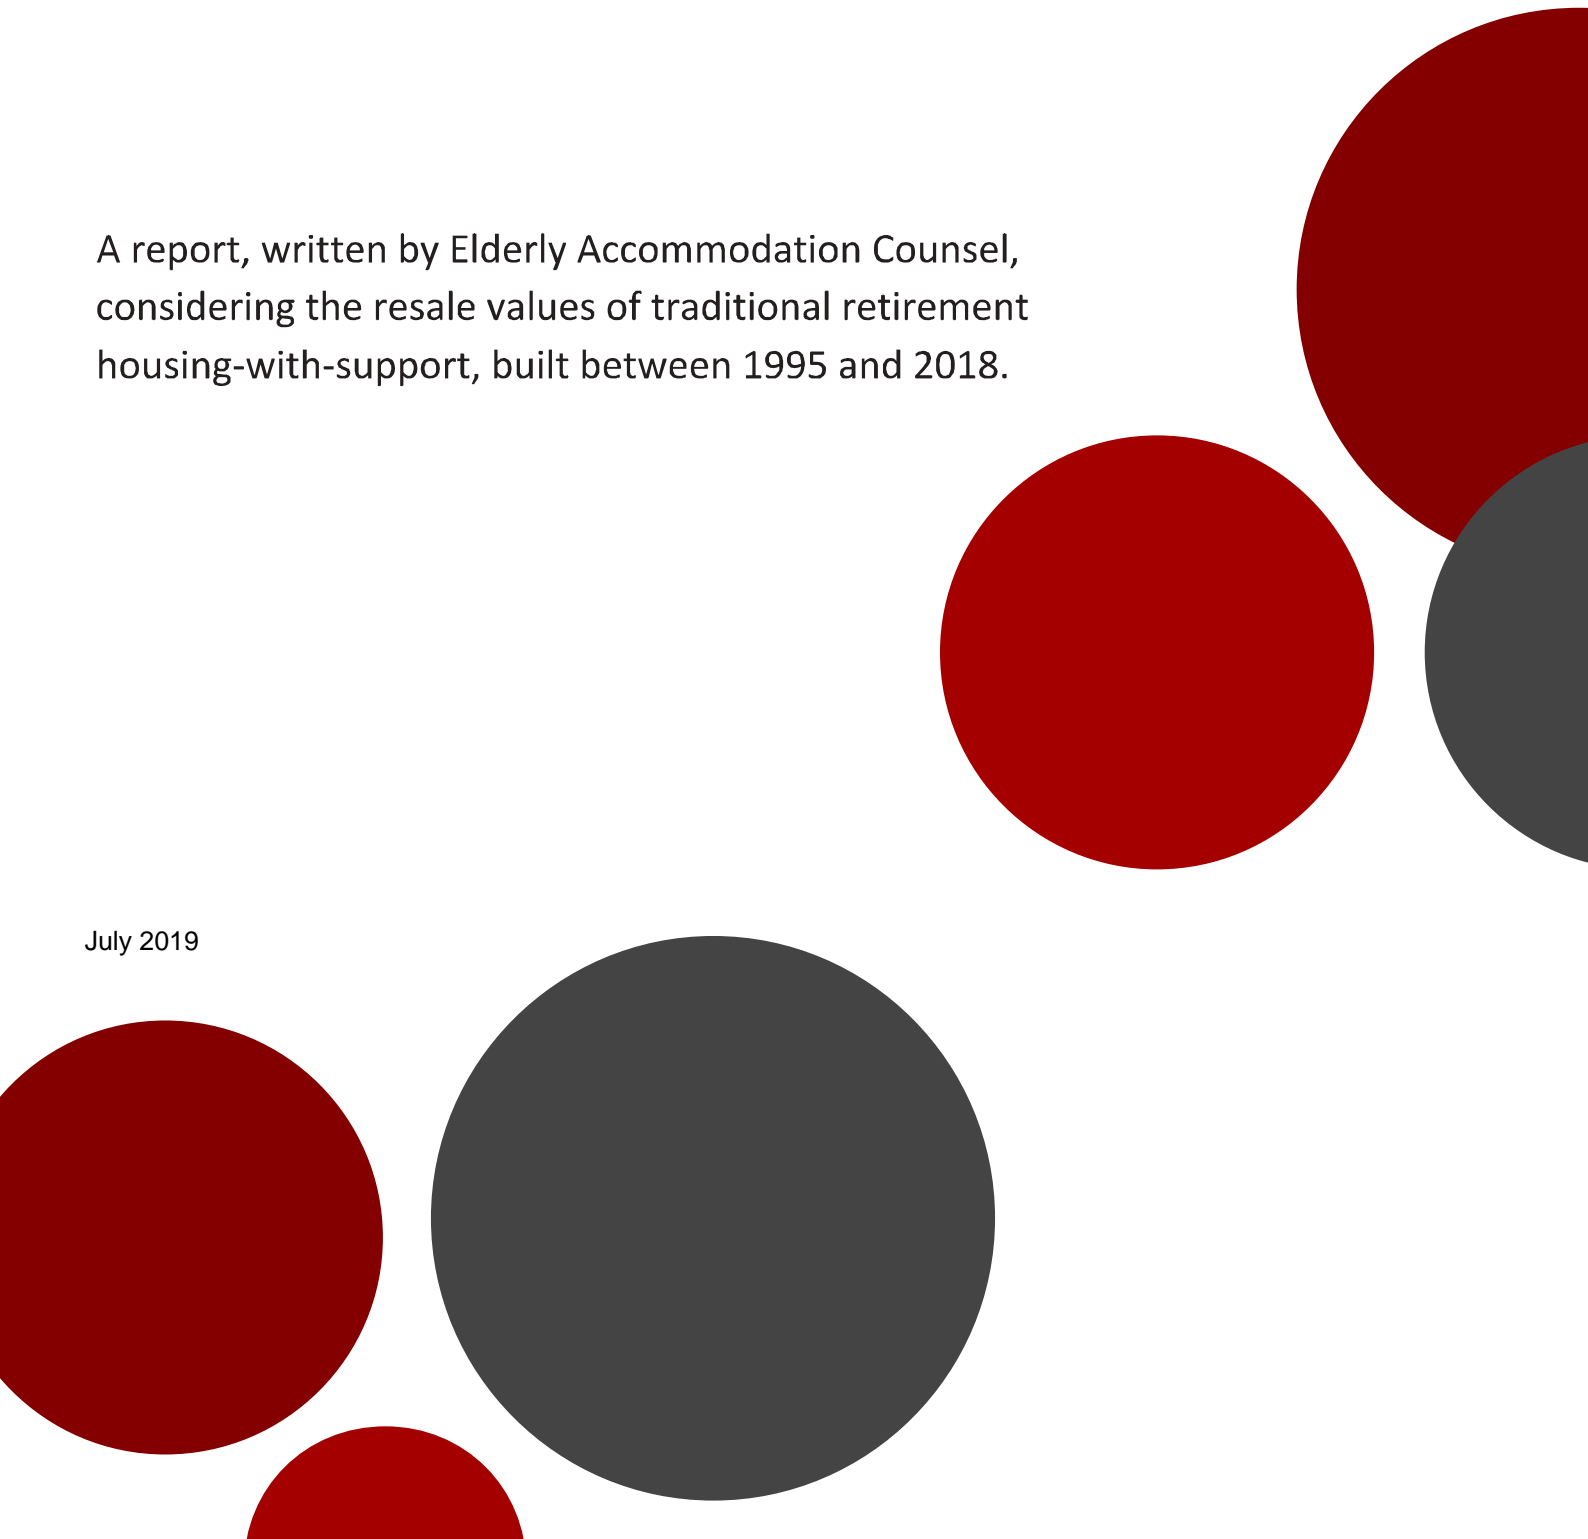 A report, written by Elderly Accommodation Counsel,
considering the resale values of traditional retirement
housing-with-support, built between 1995 and 2018.
July 2019